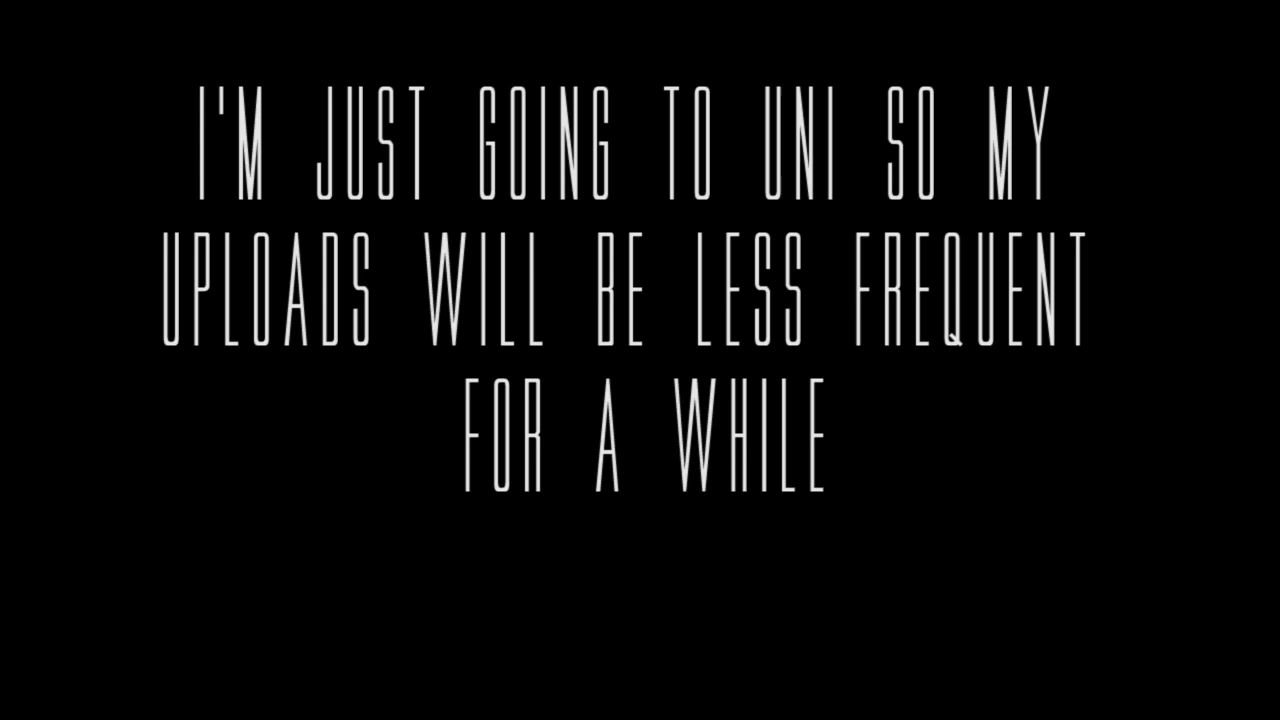 I'M JUST GOING TO UNI SO MY
UPLOADS WILL BE LESS FREQUENT
FOR A WHILE